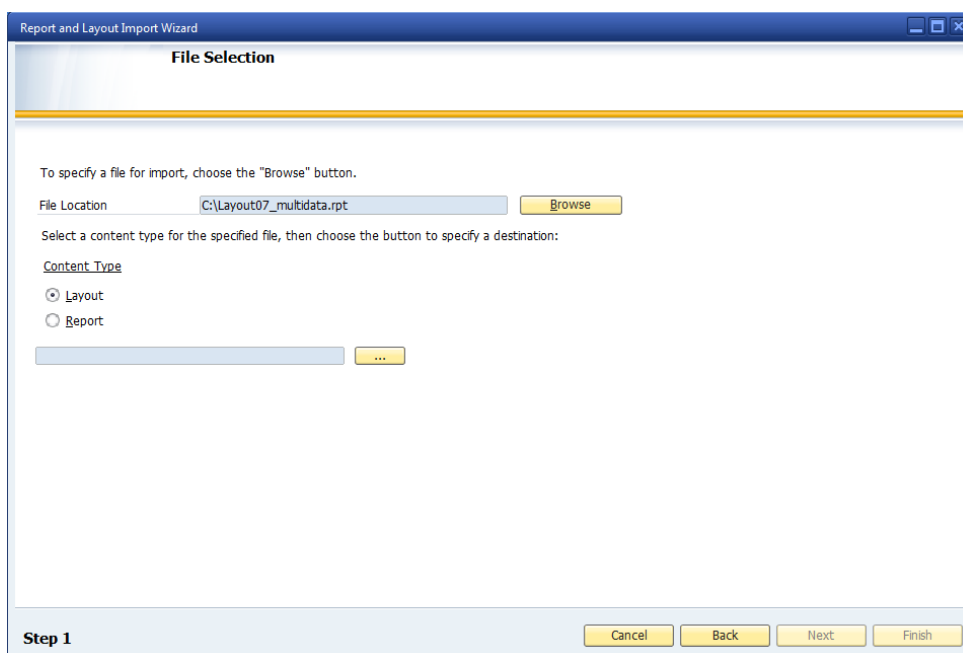 Report and Layout Import Wizard
File Selection
To specify a file for import, choose the "Browse" button.
File Location C:\Layout07_multidata.rpt Browse
Select a content type for the specified file, then choose the button to specify a destination:
Content Type
Layout
Report
...
Step 1 Cancel Back Next Finish